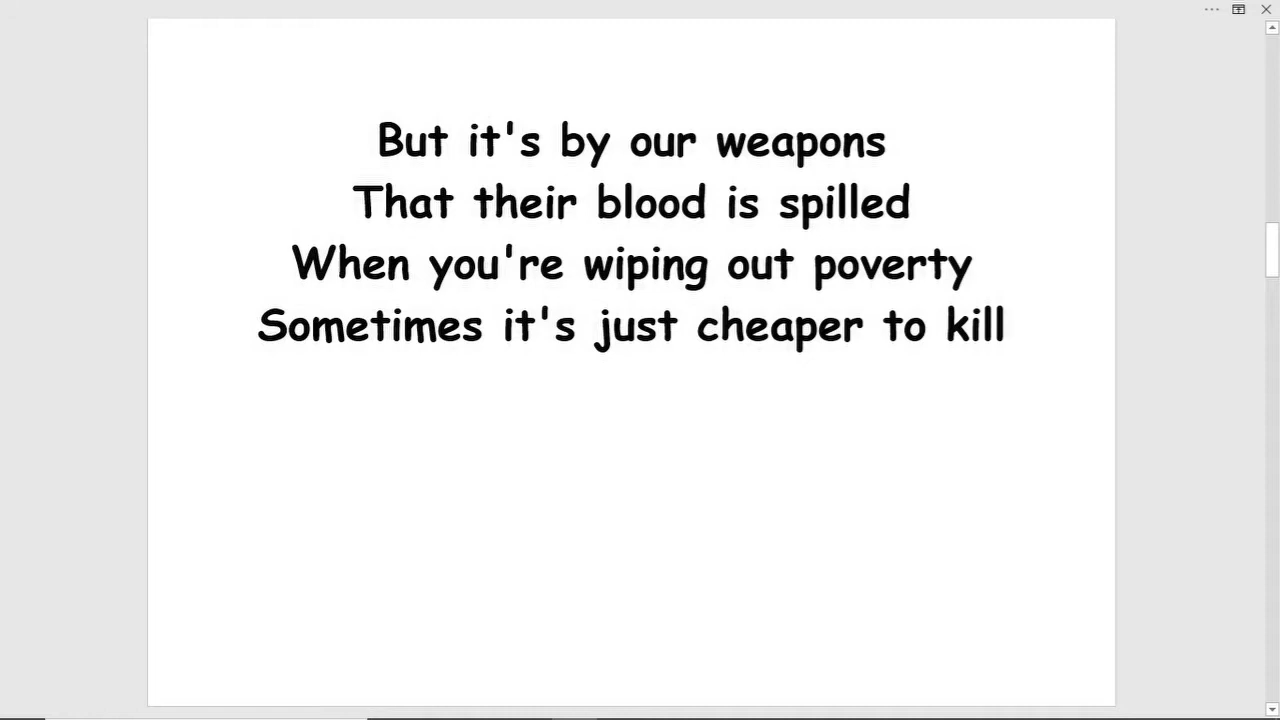 But it's by our weapons
That their blood is spilled
When you're wiping out poverty
Sometimes it's just cheaper to kill